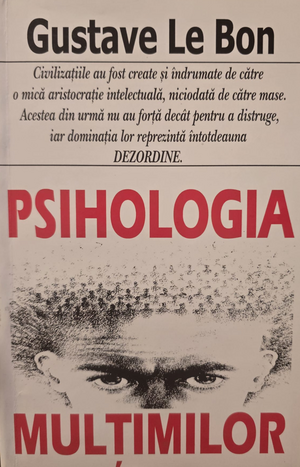 Gustave Le Bon
Civilizațiile au fost create și îndrumate de către
o mică aristocrație intelectuală, niciodată de către mase.
Acestea din urmă nu au forță decât pentru a distruge,
iar dominația lor reprezintă întotdeauna
DEZORDINE.
PSIHOLOGIA
MULȚIMILOR